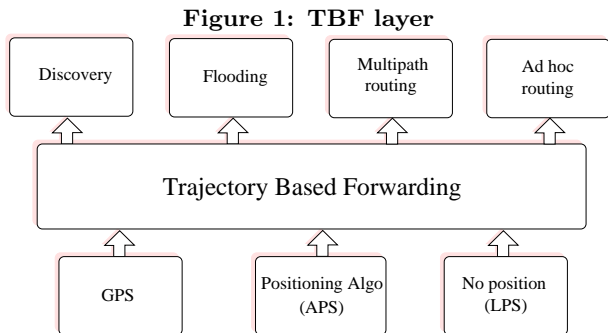 Figure 1: TBF layer
Discovery
Flooding
Multipath
routing
Ad hoc
routing
Trajectory Based Forwarding
GPS
Positioning Algo
(APS)
No position
(LPS)